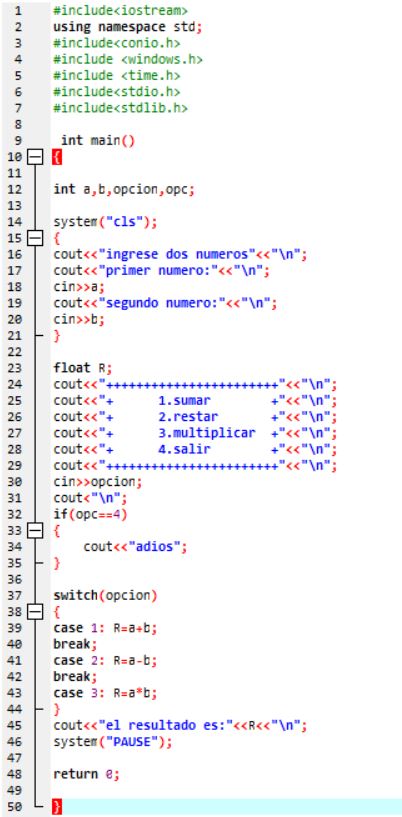 1 #include<iostream>
2 using namespace std;
3 #include<conio.h>
4 #include <windows.h>
5 #include <time.h>
6 #include<stdio.h>
7 #include<stdlib.h>
8
9 int main()
10 {
11
12 int a,b,opcion,opc;
13
14 system("cls");
15 {
16 cout<<"ingrese dos numeros"<<"\n";
17 cout<<"primer numero:"<<"\n";
18 cin>>a;
19 cout<<"segundo numero:"<<"\n";
20 cin>>b;
21 }
22
23 float R;
24 cout<<"+++++++++++++++++++++++"<<"\n";
25 cout<<"+      1.sumar        +"<<"\n";
26 cout<<"+      2.restar       +"<<"\n";
27 cout<<"+      3.multiplicar  +"<<"\n";
28 cout<<"+      4.salir        +"<<"\n";
29 cout<<"+++++++++++++++++++++++"<<"\n";
30 cin>>opcion;
31 cout<"\n";
32 if(opc==4)
33 {
34     cout<<"adios";
35 }
36
37 switch(opcion)
38 {
39 case 1: R=a+b;
40 break;
41 case 2: R=a-b;
42 break;
43 case 3: R=a*b;
44 }
45 cout<<"el resultado es:"<<R<<"\n";
46 system("PAUSE");
47
48 return 0;
49
50 }